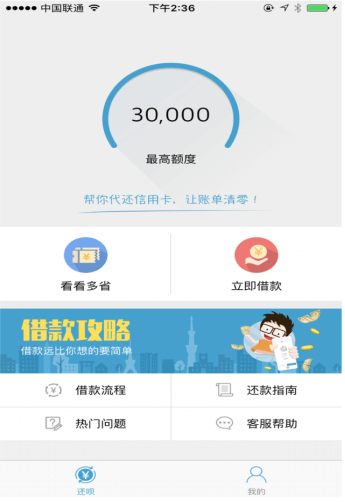 中国联通 下午2:36
30,000
最高额度
帮你代还信用卡，让账单清零！
看看多省 立即借款
借款攻略
借款远比你想的要简单
借款流程 还款指南
热门问题 客服帮助
还呗 我的